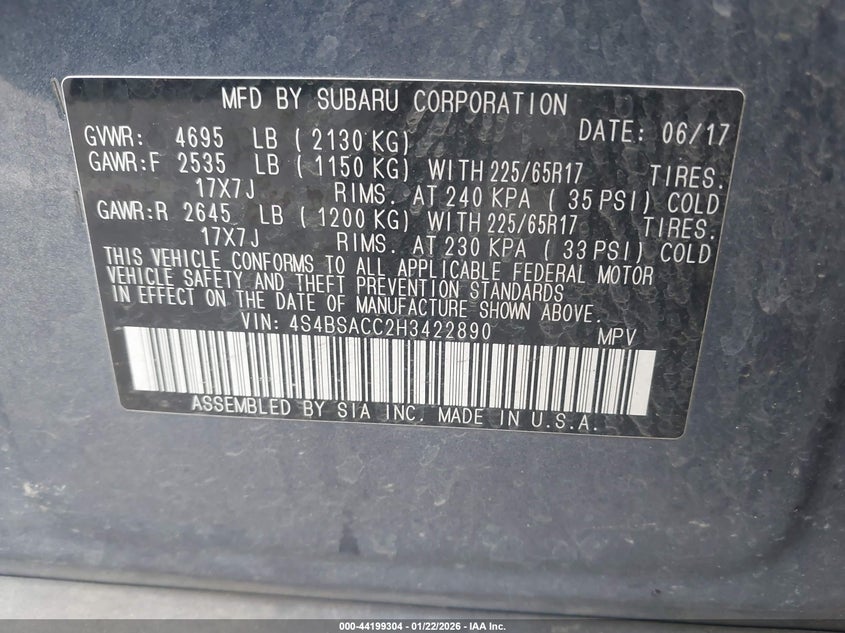 MFD BY SUBARU CORPORATION
GVWR: 4695 LB ( 2130 KG) DATE: 06/17
GAWR:F 2535 LB ( 1150 KG) WITH 225/65R17 TIRES.
17X7J RIMS. AT 240 KPA ( 35 PSI) COLD
GAWR:R 2645 LB ( 1200 KG) WITH 225/65R17 TIRES.
17X7J RIMS. AT 230 KPA ( 33 PSI) COLD
THIS VEHICLE CONFORMS TO ALL APPLICABLE FEDERAL MOTOR
VEHICLE SAFETY AND THEFT PREVENTION STANDARDS
IN EFFECT ON THE DATE OF MANUFACTURE SHOWN ABOVE.
VIN: 4S4BSACC2H3422890 MPV
ASSEMBLED BY SIA INC. MADE IN U.S.A.
000-44199304 - 01/22/2026 - IAA Inc.